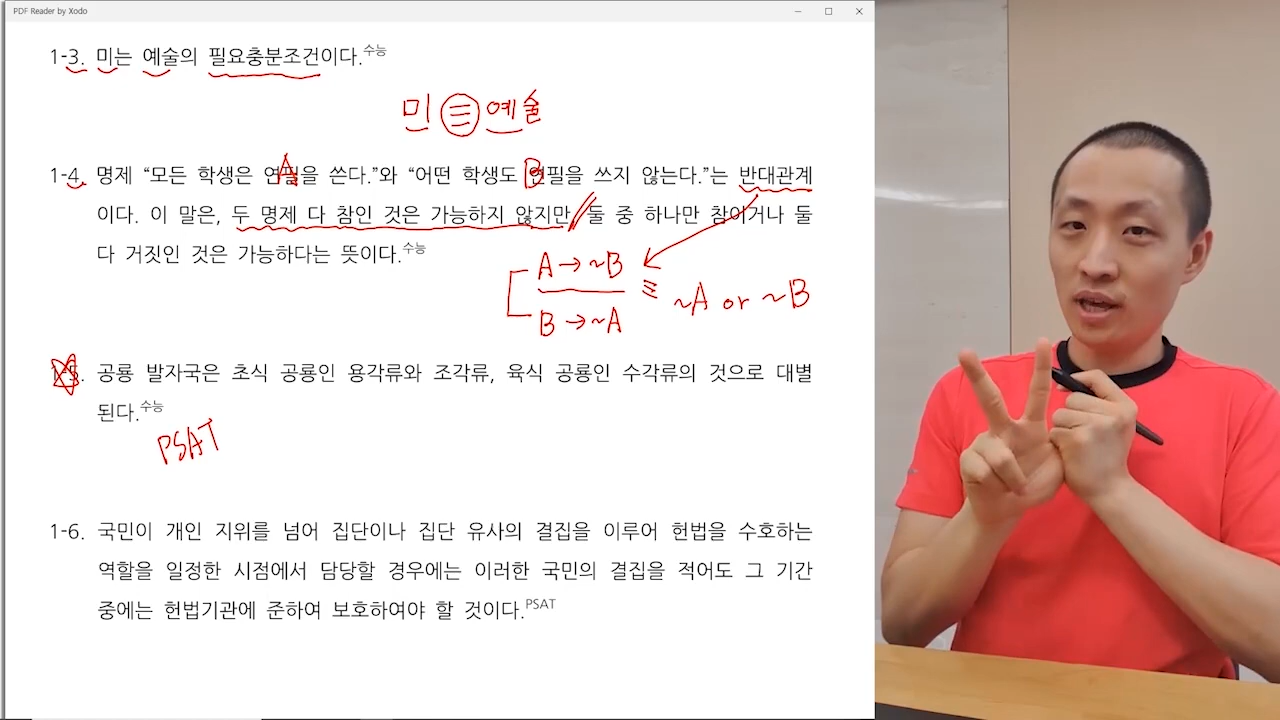 PDF Reader by Xodo
1-3. 미는 예술의 필요충분조건이다.수능
미 ≡ 예술
1-4. 명제 “모든 학생은 연필을 쓴다.”와 “어떤 학생도 연필을 쓰지 않는다.”는 반대관계
A B
이다. 이 말은, 두 명제 다 참인 것은 가능하지 않지만, 둘 중 하나만 참이거나 둘
다 거짓인 것은 가능하다는 뜻이다.수능
A→~B
≡ ~A or ~B
B→~A
1-5. 공룡 발자국은 초식 공룡인 용각류와 조각류, 육식 공룡인 수각류의 것으로 대별
된다.수능
PSAT
1-6. 국민이 개인 지위를 넘어 집단이나 집단 유사의 결집을 이루어 헌법을 수호하는
역할을 일정한 시점에서 담당할 경우에는 이러한 국민의 결집을 적어도 그 기간
중에는 헌법기관에 준하여 보호하여야 할 것이다.PSAT